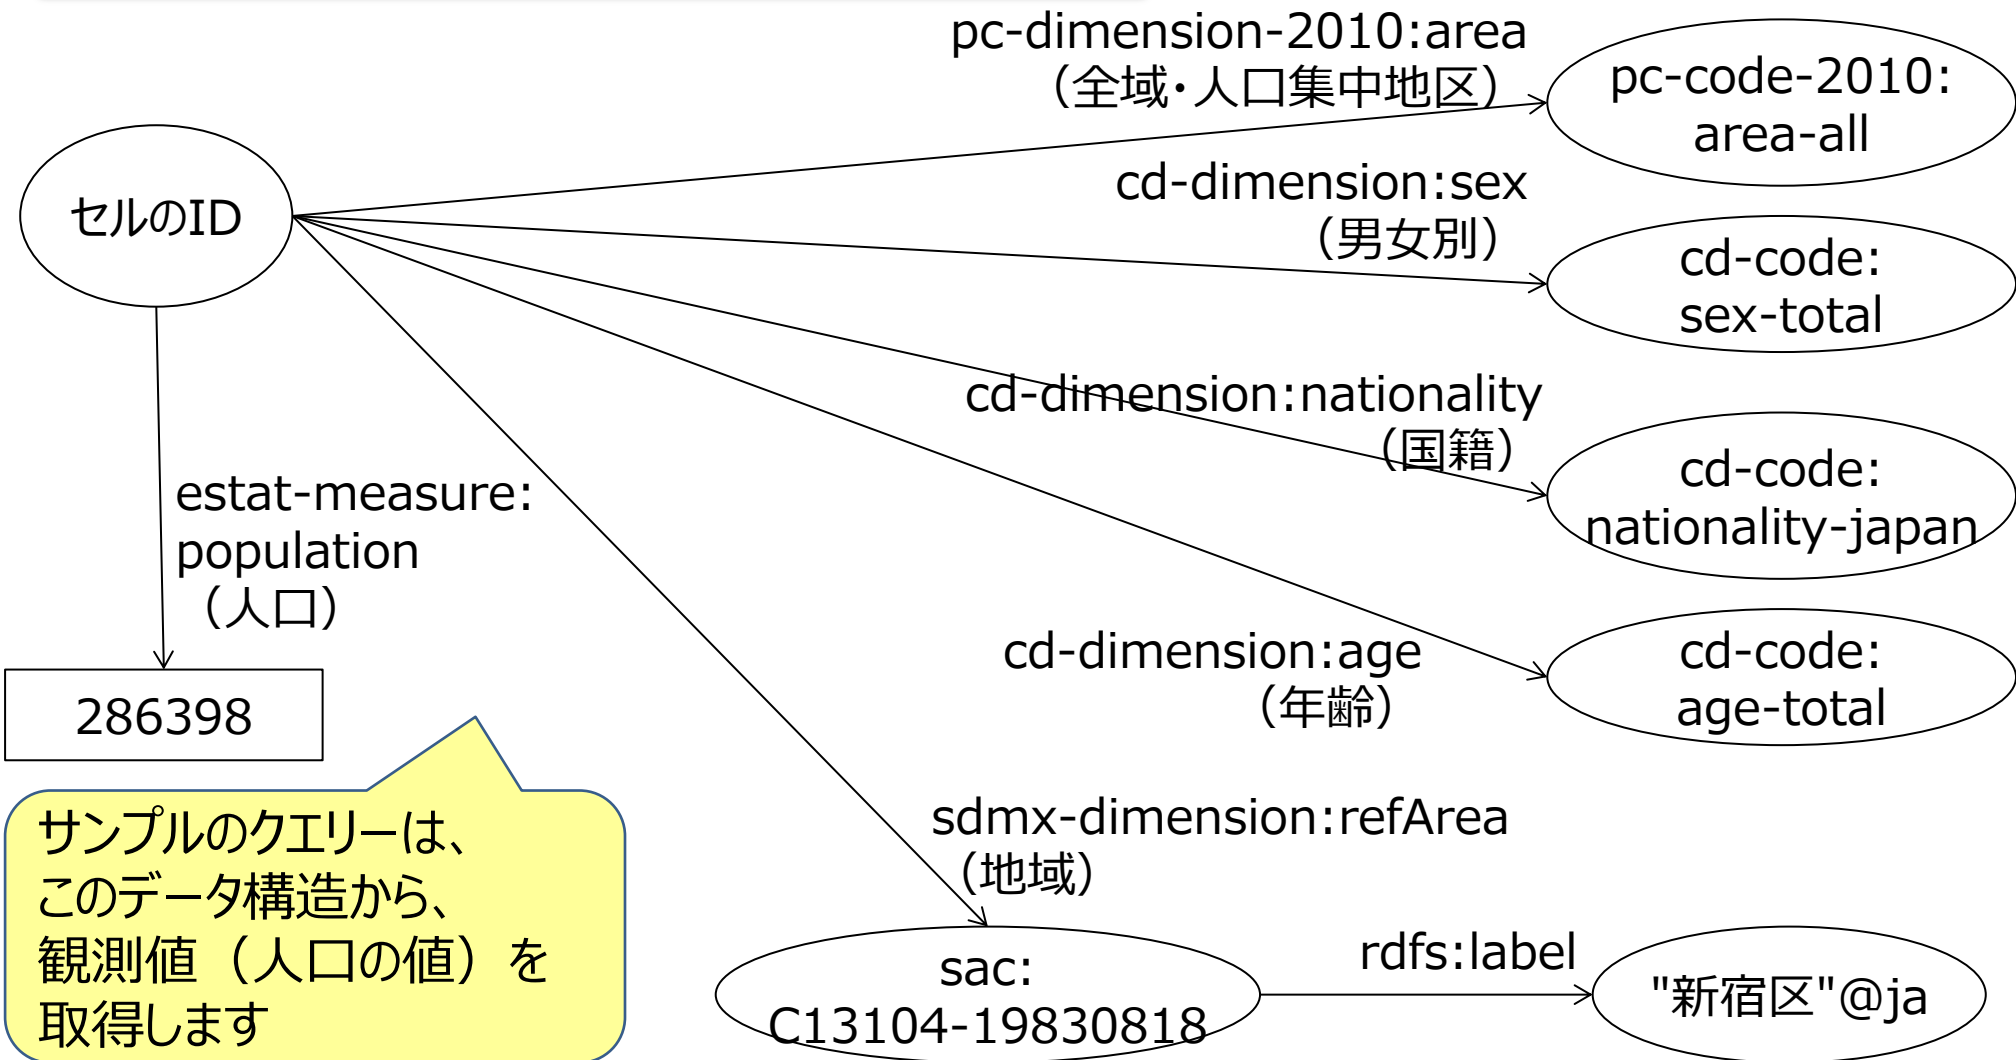 pc-dimension-2010:area
（全域・人口集中地区）
pc-code-2010:
area-all
セルのID
cd-dimension:sex
（男女別）
cd-code:
sex-total
cd-dimension:nationality
（国籍）
cd-code:
nationality-japan
estat-measure:
population
（人口）
286398
cd-dimension:age
（年齢）
cd-code:
age-total
サンプルのクエリーは、
このデータ構造から、
観測値（人口の値）を
取得します
sdmx-dimension:refArea
（地域）
sac:
C13104-19830818
rdfs:label
"新宿区"@ja